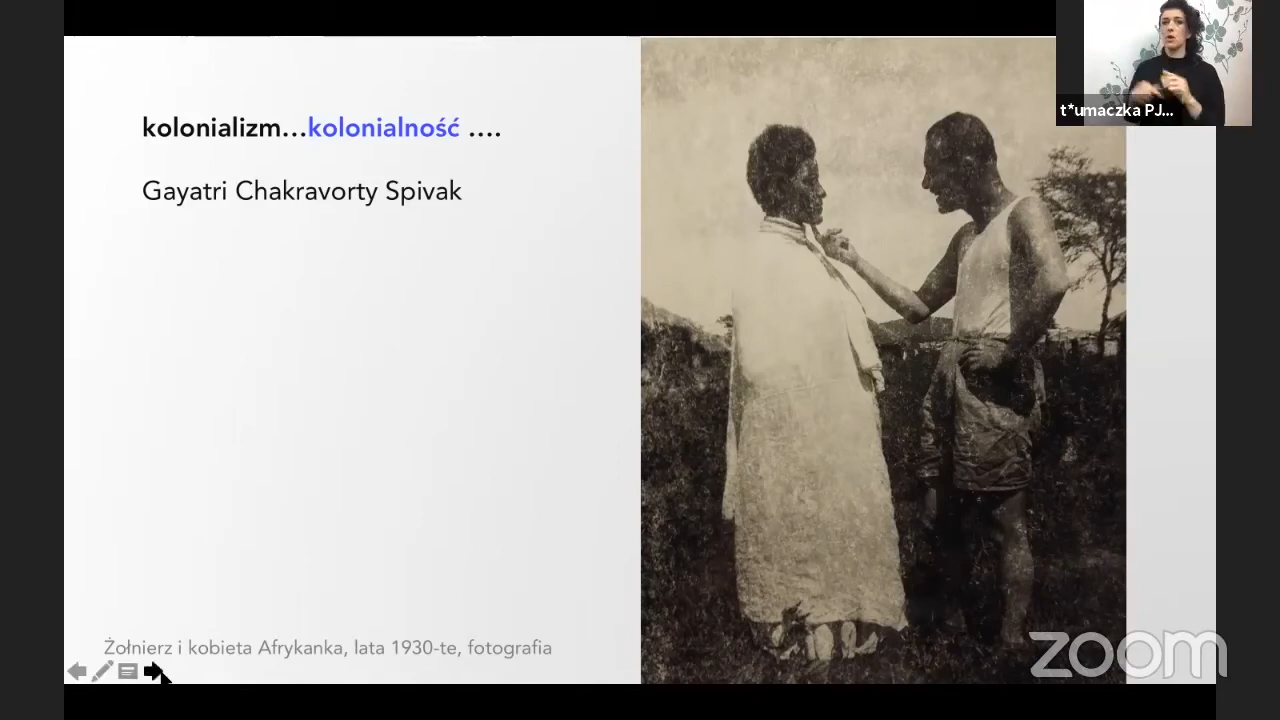 kolonializm...kolonialność ....
Gayatri Chakravorty Spivak
Żołnierz i kobieta Afrykanka, lata 1930-te, fotografia
t*umaczka PJ...
zoom